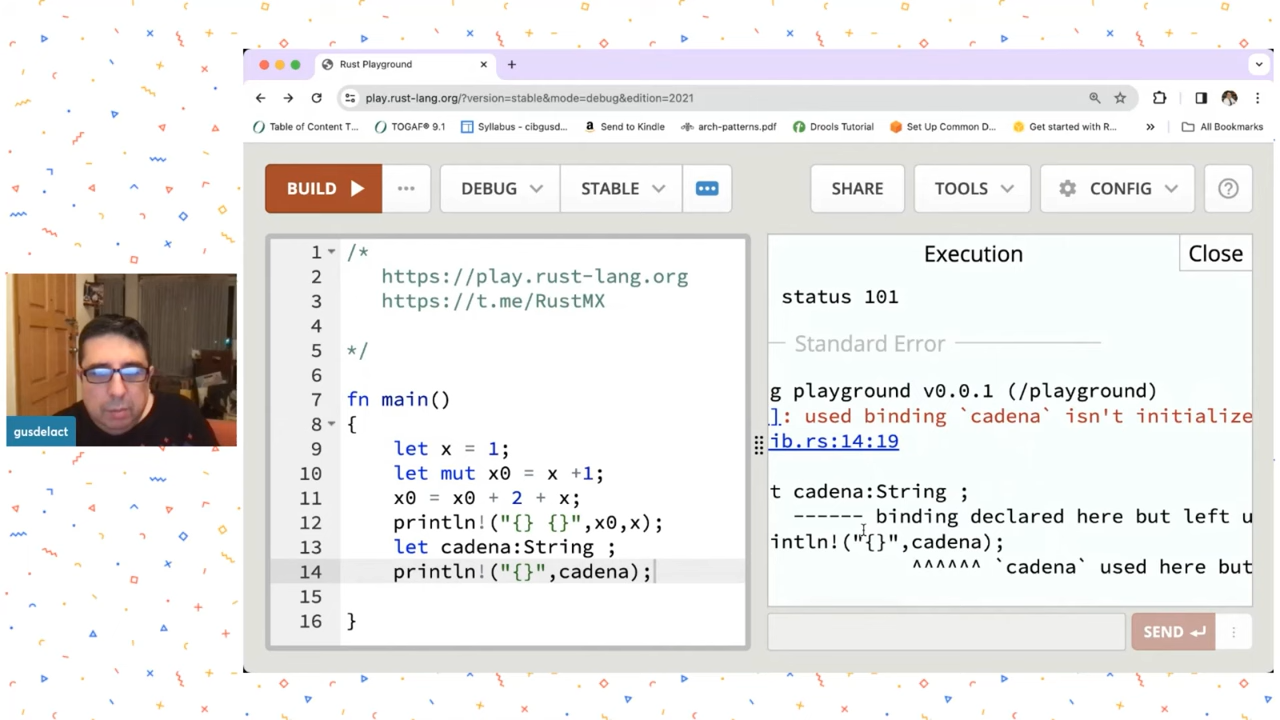 Rust Playground
play.rust-lang.org/?version=stable&mode=debug&edition=2021
Table of Content T... TOGAF® 9.1 Syllabus - cibgusd... Send to Kindle arch-patterns.pdf Drools Tutorial Set Up Common D... Get started with R... » All Bookmarks
BUILD ... DEBUG STABLE ... SHARE TOOLS CONFIG ?
1 /*
2 https://play.rust-lang.org
3 https://t.me/RustMX
4
5 */
6
7 fn main()
8 {
9 let x = 1;
10 let mut x0 = x +1;
11 x0 = x0 + 2 + x;
12 println!("{} {}",x0,x);
13 let cadena:String ;
14 println!("{}",cadena);
15
16 }
Execution Close
status 101
Standard Error
g playground v0.0.1 (/playground)
]: used binding `cadena` isn't initialize
ib.rs:14:19
t cadena:String ;
------ binding declared here but left u
intln!("{}",cadena);
^^^^^^ `cadena` used here but
SEND
gusdelact